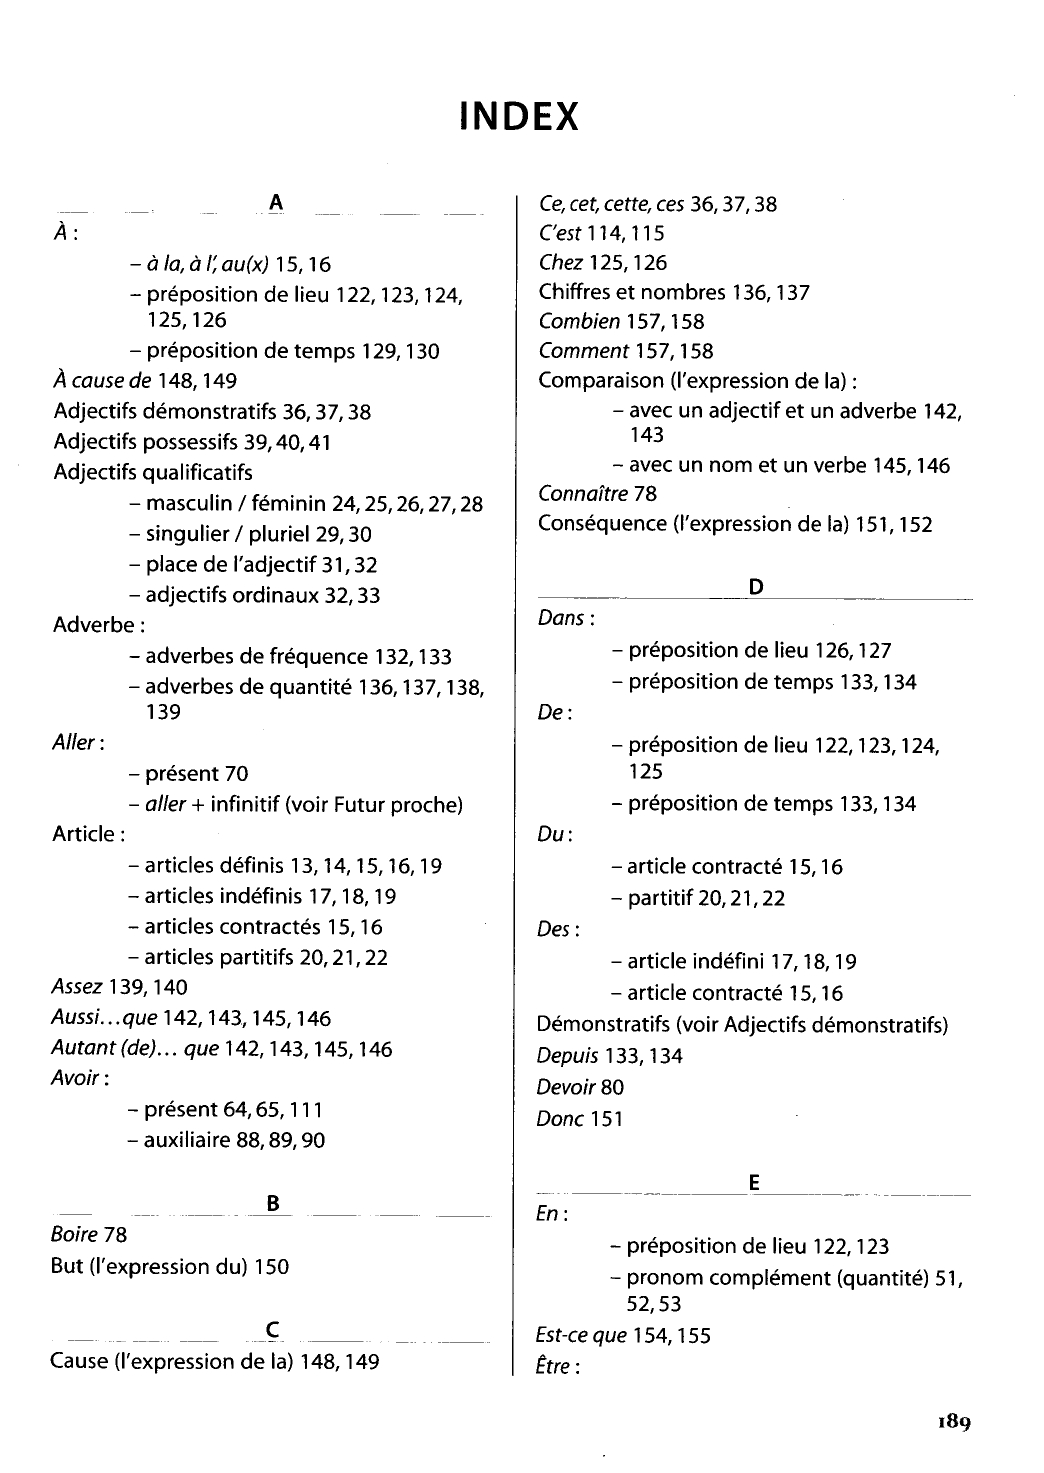 INDEX
A
À :
– à la, à l', au(x) 15, 16
– préposition de lieu 122, 123, 124,
125, 126
– préposition de temps 129, 130
À cause de 148, 149
Adjectifs démonstratifs 36, 37, 38
Adjectifs possessifs 39, 40, 41
Adjectifs qualificatifs
– masculin / féminin 24, 25, 26, 27, 28
– singulier / pluriel 29, 30
– place de l'adjectif 31, 32
– adjectifs ordinaux 32, 33
Adverbe :
– adverbes de fréquence 132, 133
– adverbes de quantité 136, 137, 138,
139
Aller :
– présent 70
– aller + infinitif (voir Futur proche)
Article :
– articles définis 13, 14, 15, 16, 19
– articles indéfinis 17, 18, 19
– articles contractés 15, 16
– articles partitifs 20, 21, 22
Assez 139, 140
Aussi...que 142, 143, 145, 146
Autant (de)... que 142, 143, 145, 146
Avoir :
– présent 64, 65, 111
– auxiliaire 88, 89, 90
B
Boire 78
But (l'expression du) 150
C
Cause (l'expression de la) 148, 149
Ce, cet, cette, ces 36, 37, 38
C'est 114, 115
Chez 125, 126
Chiffres et nombres 136, 137
Combien 157, 158
Comment 157, 158
Comparaison (l'expression de la) :
– avec un adjectif et un adverbe 142,
143
– avec un nom et un verbe 145, 146
Connaître 78
Conséquence (l'expression de la) 151, 152
D
Dans :
– préposition de lieu 126, 127
– préposition de temps 133, 134
De :
– préposition de lieu 122, 123, 124,
125
– préposition de temps 133, 134
Du :
– article contracté 15, 16
– partitif 20, 21, 22
Des :
– article indéfini 17, 18, 19
– article contracté 15, 16
Démonstratifs (voir Adjectifs démonstratifs)
Depuis 133, 134
Devoir 80
Donc 151
E
En :
– préposition de lieu 122, 123
– pronom complément (quantité) 51,
52, 53
Est-ce que 154, 155
Être :
189